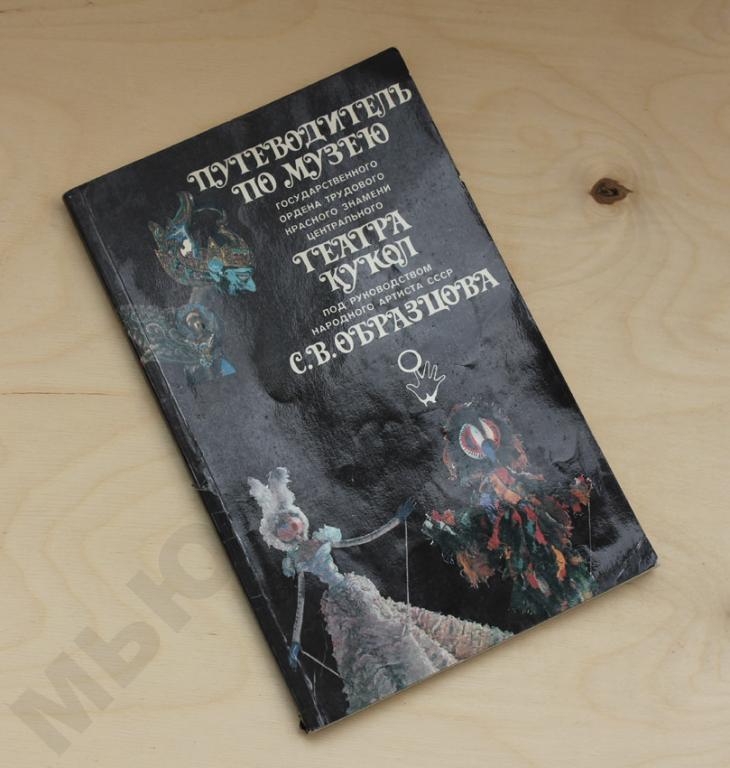 ПУТЕВОДИТЕЛЬ
ПО МУЗЕЮ
ГОСУДАРСТВЕННОГО
ОРДЕНА ТРУДОВОГО
КРАСНОГО ЗНАМЕНИ
ЦЕНТРАЛЬНОГО
ТЕАТРА
КУКОЛ
ПОД РУКОВОДСТВОМ
НАРОДНОГО АРТИСТА СССР
С.В.ОБРАЗЦОВА
МЬЮ